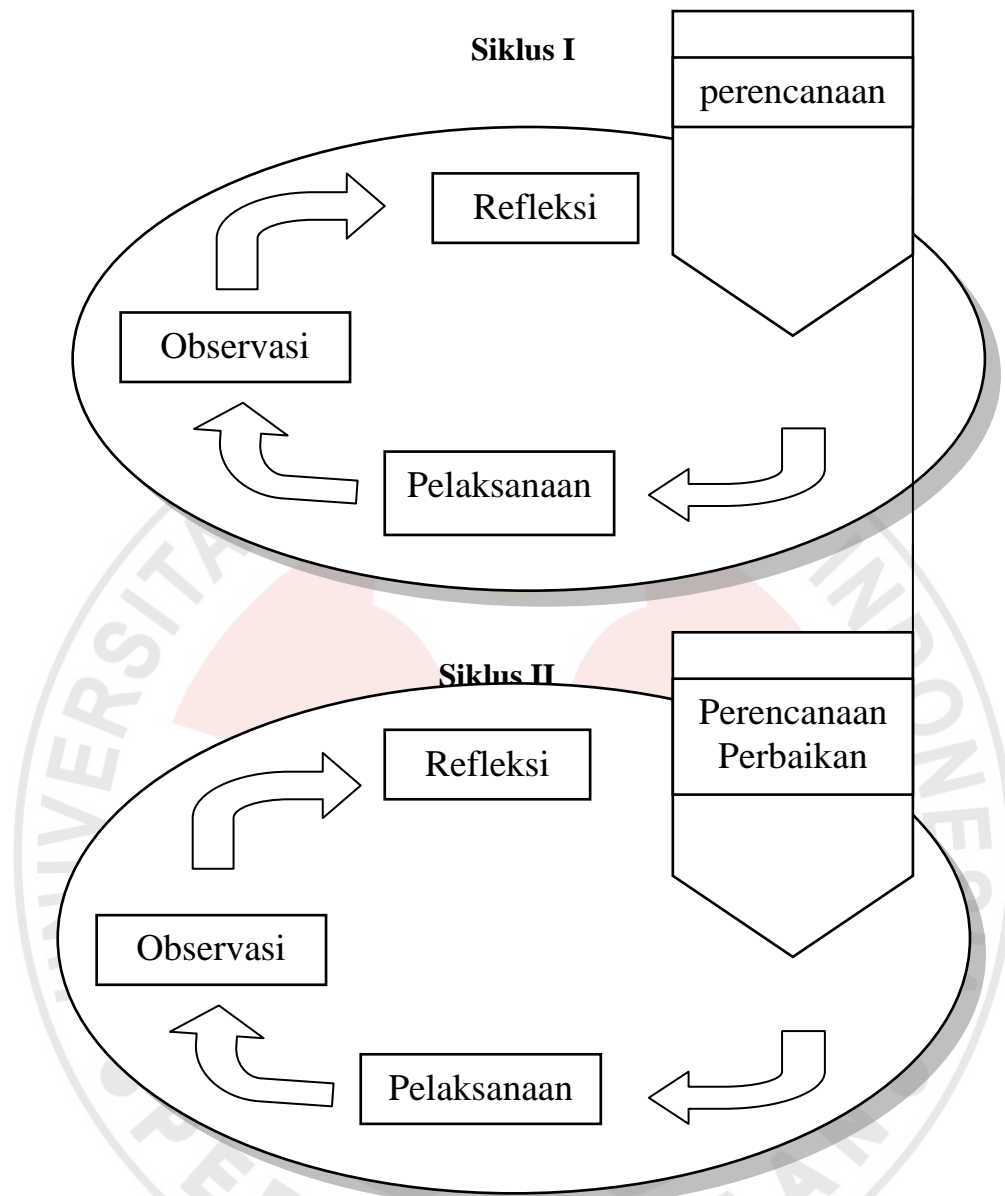 Siklus I
perencanaan
Refleksi
Observasi
Pelaksanaan
Siklus II
Perencanaan
Perbaikan
Refleksi
Observasi
Pelaksanaan